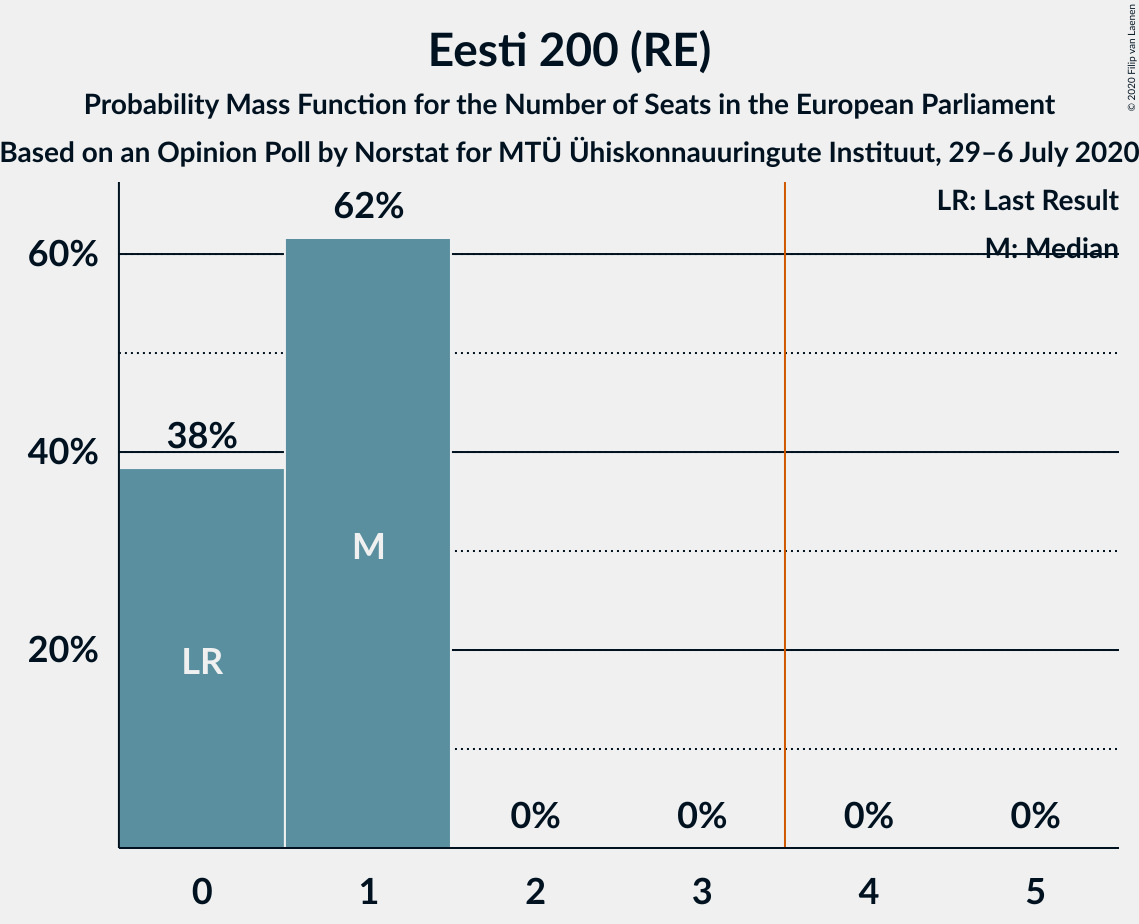 Eesti 200 (RE)
Probability Mass Function for the Number of Seats in the European Parliament
Based on an Opinion Poll by Norstat for MTÜ Ühiskonnauuringute Instituut, 29–6 July 2020
© 2020 Filip van Laenen
LR: Last Result
M: Median
60%
40%
20%
38%
62%
0%
0%
0%
0%
LR
M
0
1
2
3
4
5